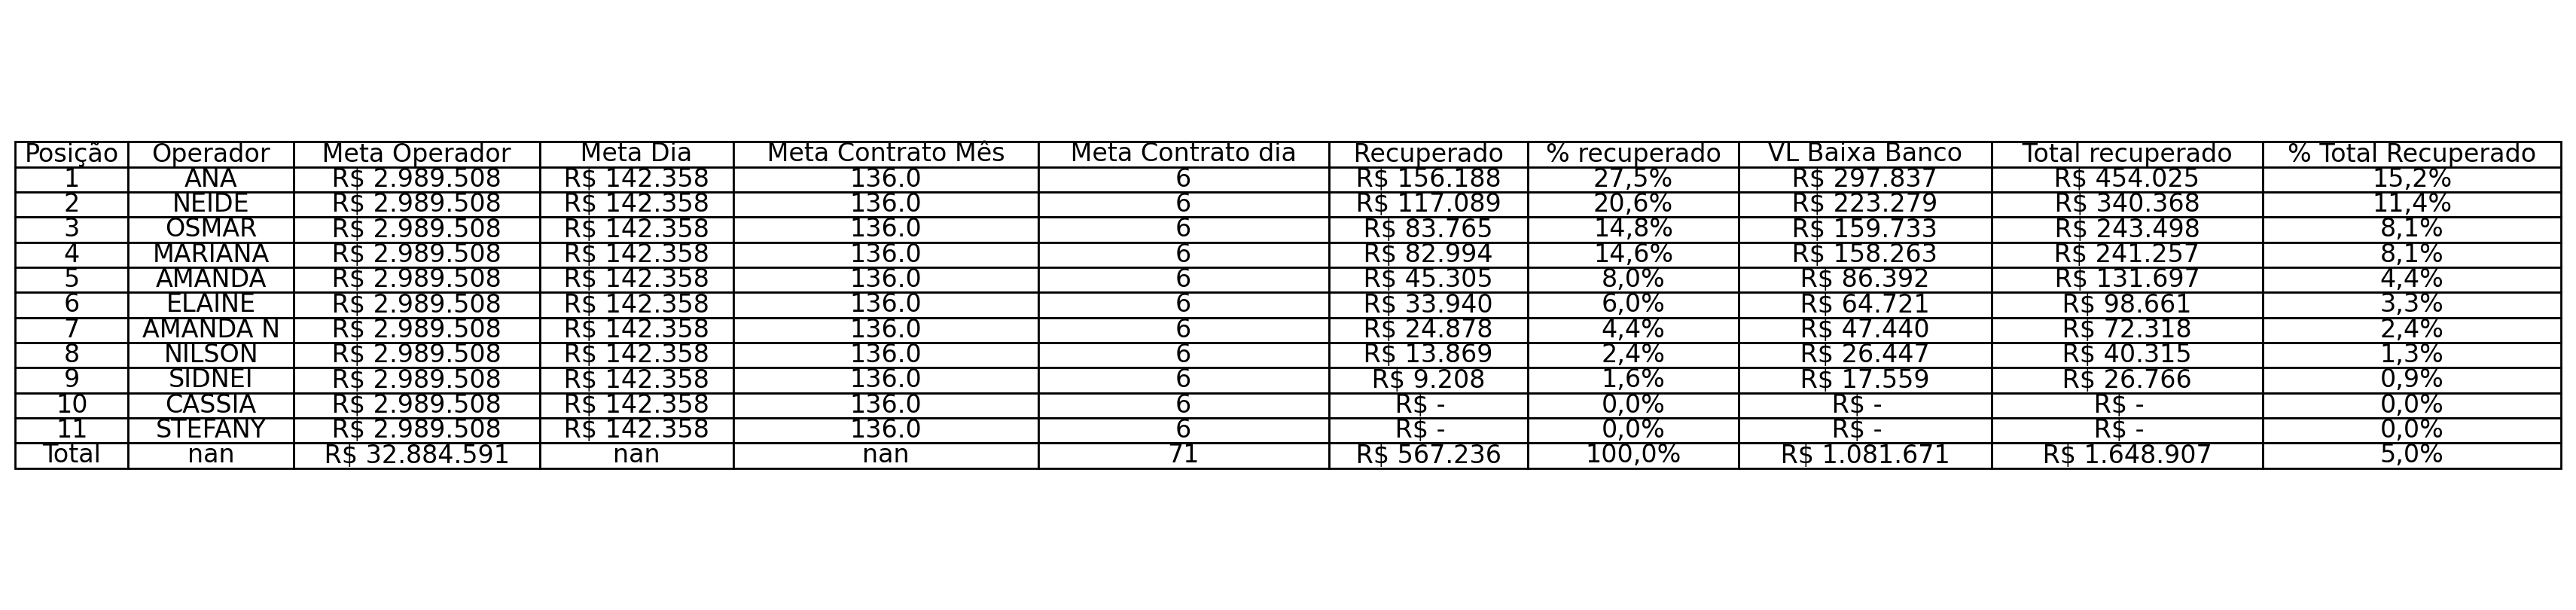 Posição Operador Meta Operador Meta Dia Meta Contrato Mês Meta Contrato dia Recuperado % recuperado VL Baixa Banco Total recuperado % Total Recuperado
1 ANA R$ 2.989.508 R$ 142.358 136.0 6 R$ 156.188 27,5% R$ 297.837 R$ 454.025 15,2%
2 NEIDE R$ 2.989.508 R$ 142.358 136.0 6 R$ 117.089 20,6% R$ 223.279 R$ 340.368 11,4%
3 OSMAR R$ 2.989.508 R$ 142.358 136.0 6 R$ 83.765 14,8% R$ 159.733 R$ 243.498 8,1%
4 MARIANA R$ 2.989.508 R$ 142.358 136.0 6 R$ 82.994 14,6% R$ 158.263 R$ 241.257 8,1%
5 AMANDA R$ 2.989.508 R$ 142.358 136.0 6 R$ 45.305 8,0% R$ 86.392 R$ 131.697 4,4%
6 ELAINE R$ 2.989.508 R$ 142.358 136.0 6 R$ 33.940 6,0% R$ 64.721 R$ 98.661 3,3%
7 AMANDA N R$ 2.989.508 R$ 142.358 136.0 6 R$ 24.878 4,4% R$ 47.440 R$ 72.318 2,4%
8 NILSON R$ 2.989.508 R$ 142.358 136.0 6 R$ 13.869 2,4% R$ 26.447 R$ 40.315 1,3%
9 SIDNEI R$ 2.989.508 R$ 142.358 136.0 6 R$ 9.208 1,6% R$ 17.559 R$ 26.766 0,9%
10 CASSIA R$ 2.989.508 R$ 142.358 136.0 6 R$ - 0,0% R$ - R$ - 0,0%
11 STEFANY R$ 2.989.508 R$ 142.358 136.0 6 R$ - 0,0% R$ - R$ - 0,0%
Total nan R$ 32.884.591 nan nan 71 R$ 567.236 100,0% R$ 1.081.671 R$ 1.648.907 5,0%